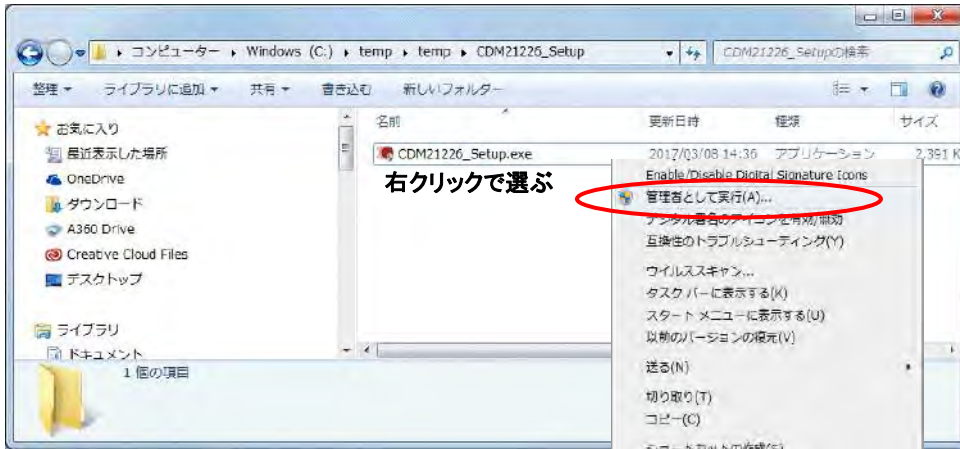 コンピューター ▸ Windows (C:) ▸ temp ▸ temp ▸ CDM21226_Setup
CDM21226_Setupの検索
整理 ライブラリに追加 共有 書き込む 新しいフォルダー
お気に入り
最近表示した場所
OneDrive
ダウンロード
A360 Drive
Creative Cloud Files
デスクトップ
ライブラリ
ドキュメント
名前 更新日時 種類 サイズ
CDM21226_Setup.exe 2017/03/08 14:36 アプリケーション 2,391 K
右クリックで選ぶ
Enable/Disable Digital Signature Icons
管理者として実行(A)...
デジタル署名のアイコンを有効/無効
互換性のトラブルシューティング(Y)
ウイルススキャン...
タスク バーに表示する(K)
スタート メニューに表示する(U)
以前のバージョンの復元(V)
送る(N)
切り取り(T)
コピー(C)
ショートカットの作成(S)
1 個の項目